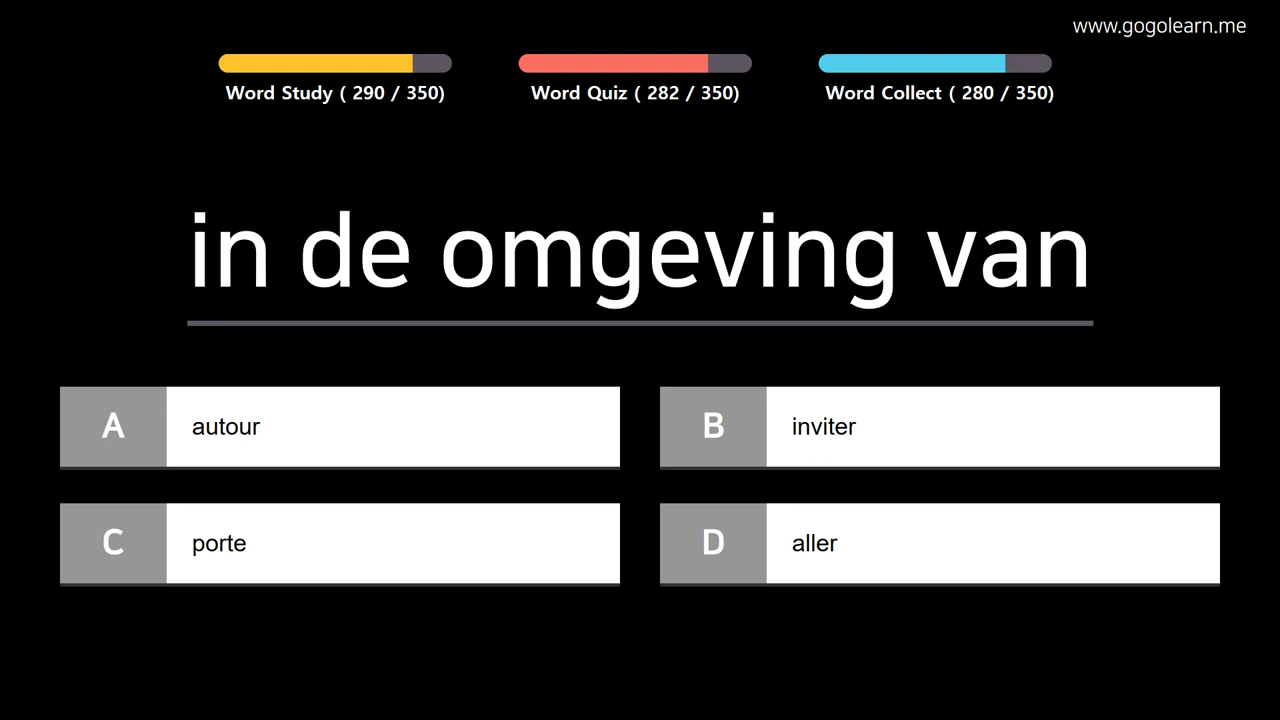 www.gogolearn.me
Word Study ( 290 / 350)
Word Quiz ( 282 / 350)
Word Collect ( 280 / 350)
in de omgeving van
A autour
B inviter
C porte
D aller